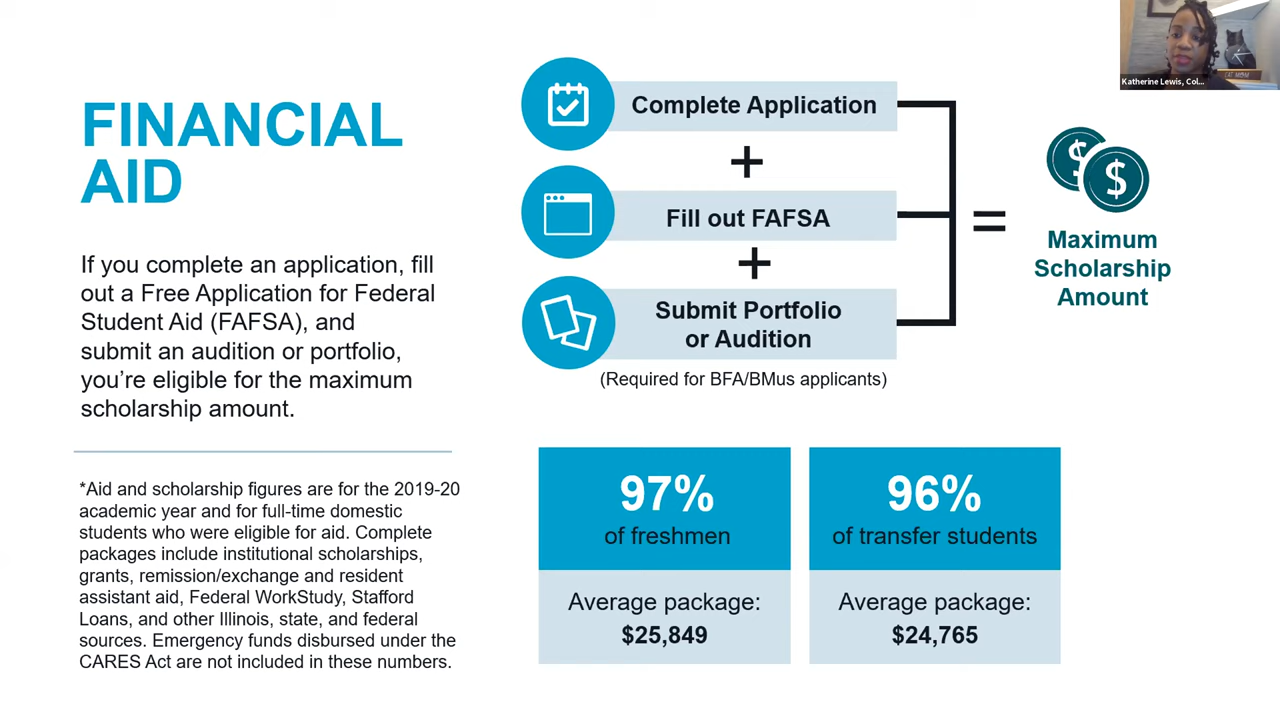 FINANCIAL
AID
If you complete an application, fill
out a Free Application for Federal
Student Aid (FAFSA), and
submit an audition or portfolio,
you’re eligible for the maximum
scholarship amount.
*Aid and scholarship figures are for the 2019-20
academic year and for full-time domestic
students who were eligible for aid. Complete
packages include institutional scholarships,
grants, remission/exchange and resident
assistant aid, Federal WorkStudy, Stafford
Loans, and other Illinois, state, and federal
sources. Emergency funds disbursed under the
CARES Act are not included in these numbers.
Complete Application
+
Fill out FAFSA
+
Submit Portfolio
or Audition
(Required for BFA/BMus applicants)
=
$ $
Maximum
Scholarship
Amount
97%
of freshmen
Average package:
$25,849
96%
of transfer students
Average package:
$24,765
Katherine Lewis, Col...
CAT MOM